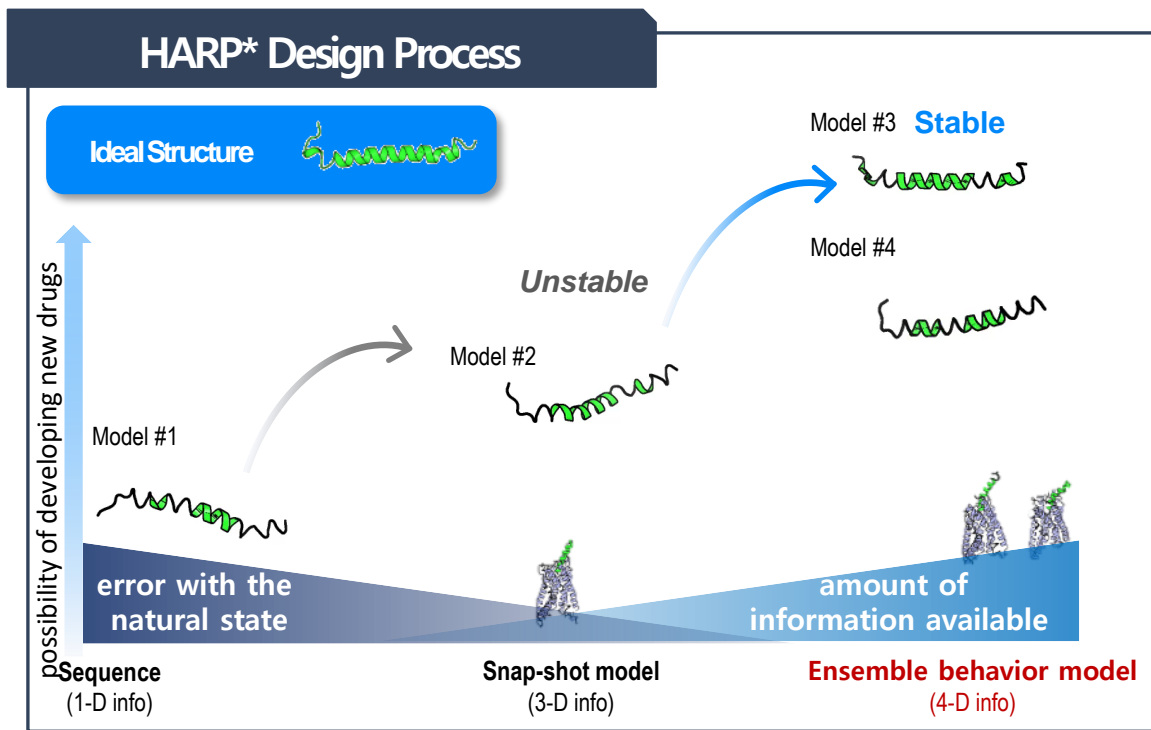 HARP* Design Process
Ideal Structure
Model #3 Stable
Model #4
Unstable
Model #2
Model #1
possibility of developing new drugs
error with the
natural state
amount of
information available
Sequence
(1-D info)
Snap-shot model
(3-D info)
Ensemble behavior model
(4-D info)